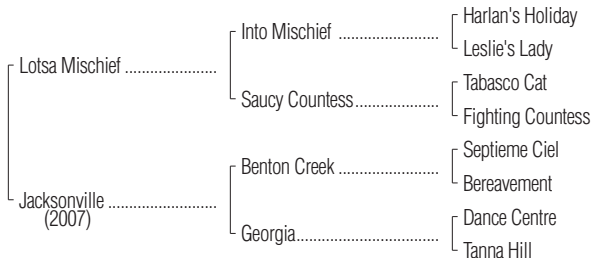 Harlan's Holiday
Into Mischief ........................
Leslie's Lady
Lotsa Mischief ......................
Tabasco Cat
Saucy Countess....................
Fighting Countess
Septieme Ciel
Benton Creek ........................
Bereavement
Jacksonville ..........................
(2007)
Dance Centre
Georgia..................................
Tanna Hill